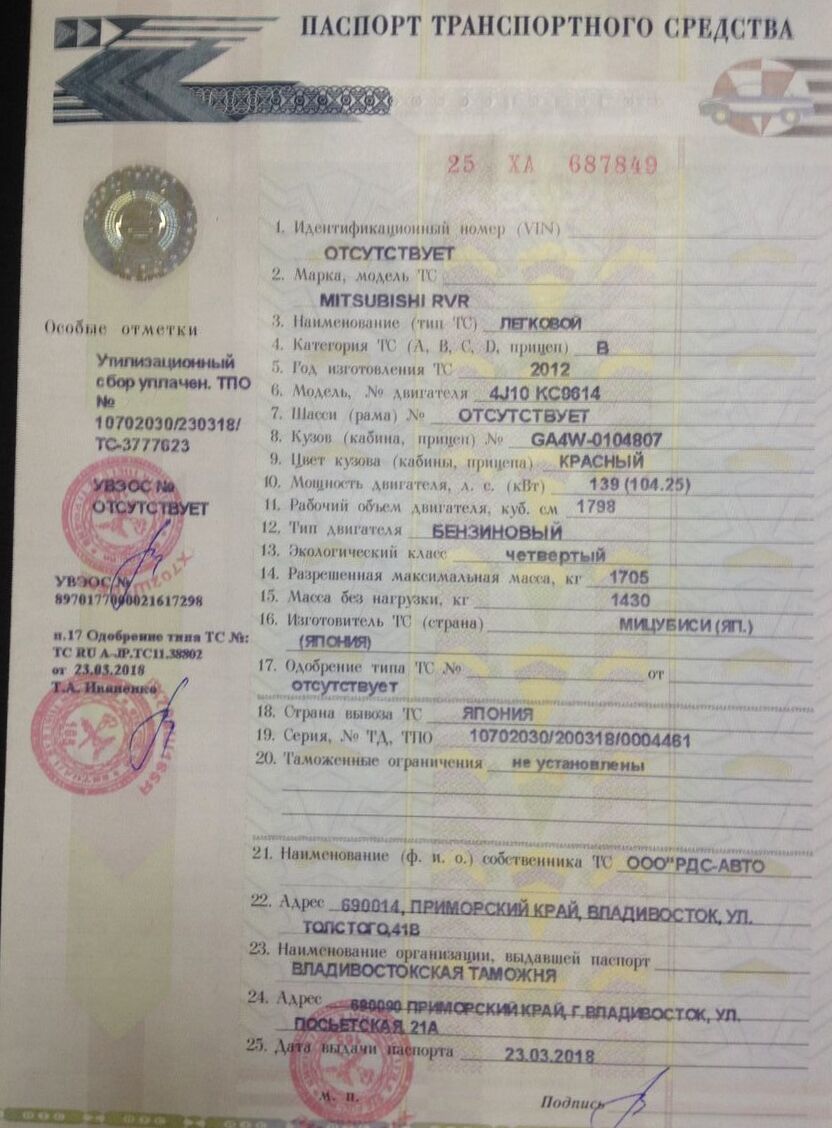 ПАСПОРТ ТРАНСПОРТНОГО СРЕДСТВА
25 ХА 687849
1. Идентификационный номер (VIN)
ОТСУТСТВУЕТ
2. Марка, модель ТС
MITSUBISHI RVR
3. Наименование (тип ТС) ЛЕГКОВОЙ
4. Категория ТС (A, B, C, D, прицеп) B
5. Год изготовления ТС 2012
6. Модель, № двигателя 4J10 KC9614
7. Шасси (рама) № ОТСУТСТВУЕТ
8. Кузов (кабина, прицеп) № GA4W-0104807
9. Цвет кузова (кабины, прицепа) КРАСНЫЙ
10. Мощность двигателя, л. с. (кВт) 139 (104.25)
11. Рабочий объем двигателя, куб. см 1798
12. Тип двигателя БЕНЗИНОВЫЙ
13. Экологический класс четвертый
14. Разрешенная максимальная масса, кг 1705
15. Масса без нагрузки, кг 1430
16. Изготовитель ТС (страна) МИЦУБИСИ (ЯП.)
(ЯПОНИЯ)
17. Одобрение типа ТС № от
отсутствует
18. Страна вывоза ТС ЯПОНИЯ
19. Серия, № ТД, ТПО 10702030/200318/0004461
20. Таможенные ограничения не установлены
21. Наименование (ф. и. о.) собственника ТС ООО"РДС-АВТО
22. Адрес 690014, ПРИМОРСКИЙ КРАЙ, ВЛАДИВОСТОК, УЛ.
ТОЛСТОГО,41В
23. Наименование организации, выдавшей паспорт
ВЛАДИВОСТОКСКАЯ ТАМОЖНЯ
24. Адрес 690090 ПРИМОРСКИЙ КРАЙ, Г.ВЛАДИВОСТОК, УЛ.
ПОСЬЕТСКАЯ, 21А
25. Дата выдачи паспорта 23.03.2018
М. П. Подпись
Особые отметки
Утилизационный
сбор уплачен. ТПО
№
10702030/230318/
ТС-3777623
УВЭОС №
ОТСУТСТВУЕТ
УВЭОС №
897017700021617298
п.17 Одобрение типа ТС №:
ТС RU A-JP.ТС11.38802
от 23.03.2018
Т.А. Иваненко